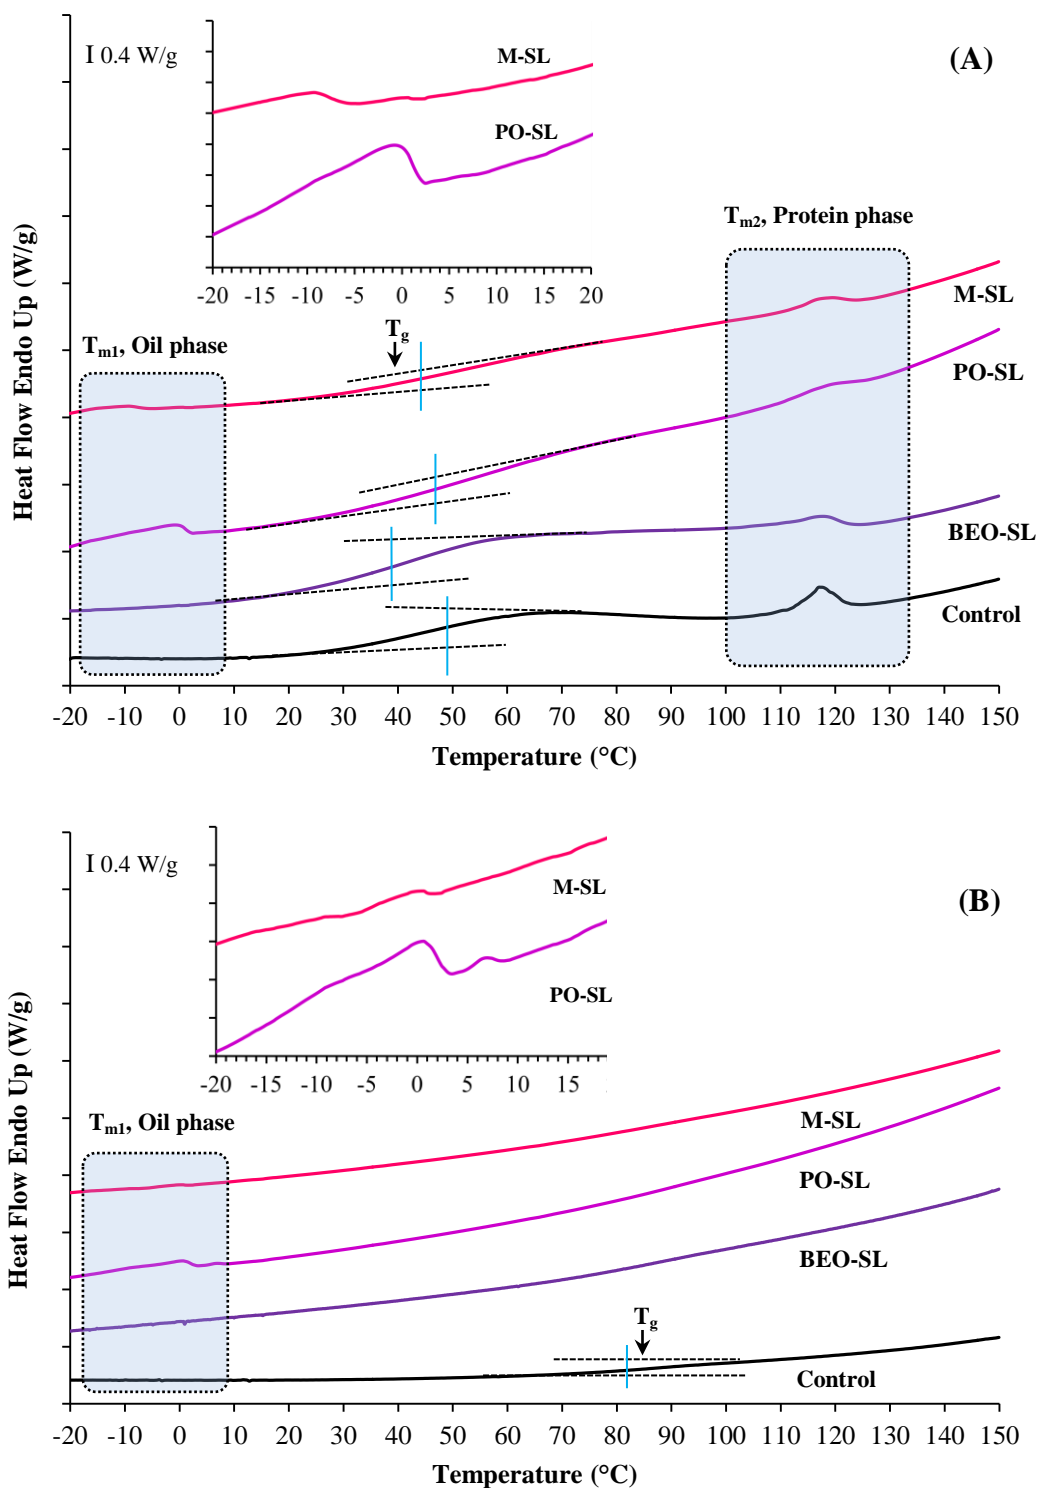 I 0.4 W/g
(A)
M-SL
PO-SL
-20 -15 -10 -5 0 5 10 15 20
Tm2, Protein phase
Tg
Tm1, Oil phase
M-SL
PO-SL
BEO-SL
Control
Heat Flow Endo Up (W/g)
-20 -10 0 10 20 30 40 50 60 70 80 90 100 110 120 130 140 150
Temperature (°C)
I 0.4 W/g
(B)
M-SL
PO-SL
-20 -15 -10 -5 0 5 10 15
Tm1, Oil phase
M-SL
PO-SL
BEO-SL
Tg
Control
Heat Flow Endo Up (W/g)
-20 -10 0 10 20 30 40 50 60 70 80 90 100 110 120 130 140 150
Temperature (°C)